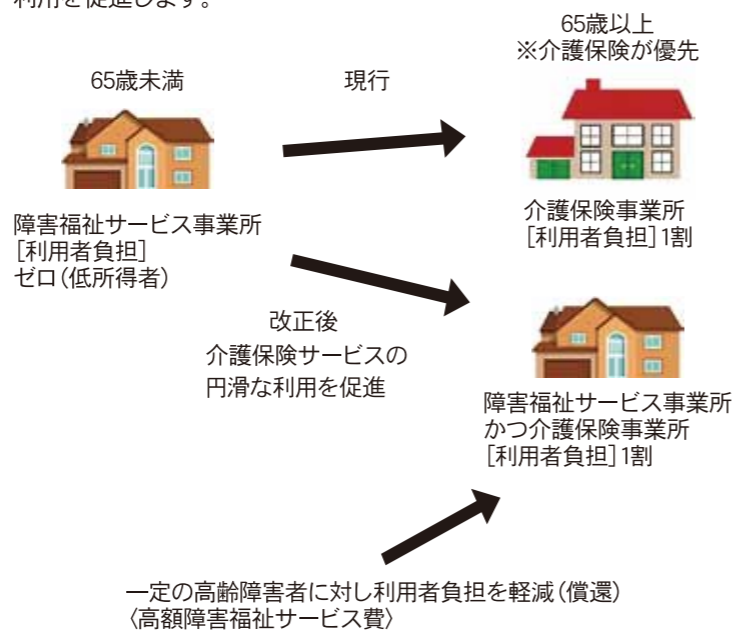 利用を促進します。
65歳以上
※介護保険が優先
65歳未満
現行
障害福祉サービス事業所
[利用者負担]
ゼロ（低所得者）
介護保険事業所
[利用者負担]1割
改正後
介護保険サービスの
円滑な利用を促進
障害福祉サービス事業所
かつ介護保険事業所
[利用者負担]1割
一定の高齢障害者に対し利用者負担を軽減（償還）
〈高額障害福祉サービス費〉